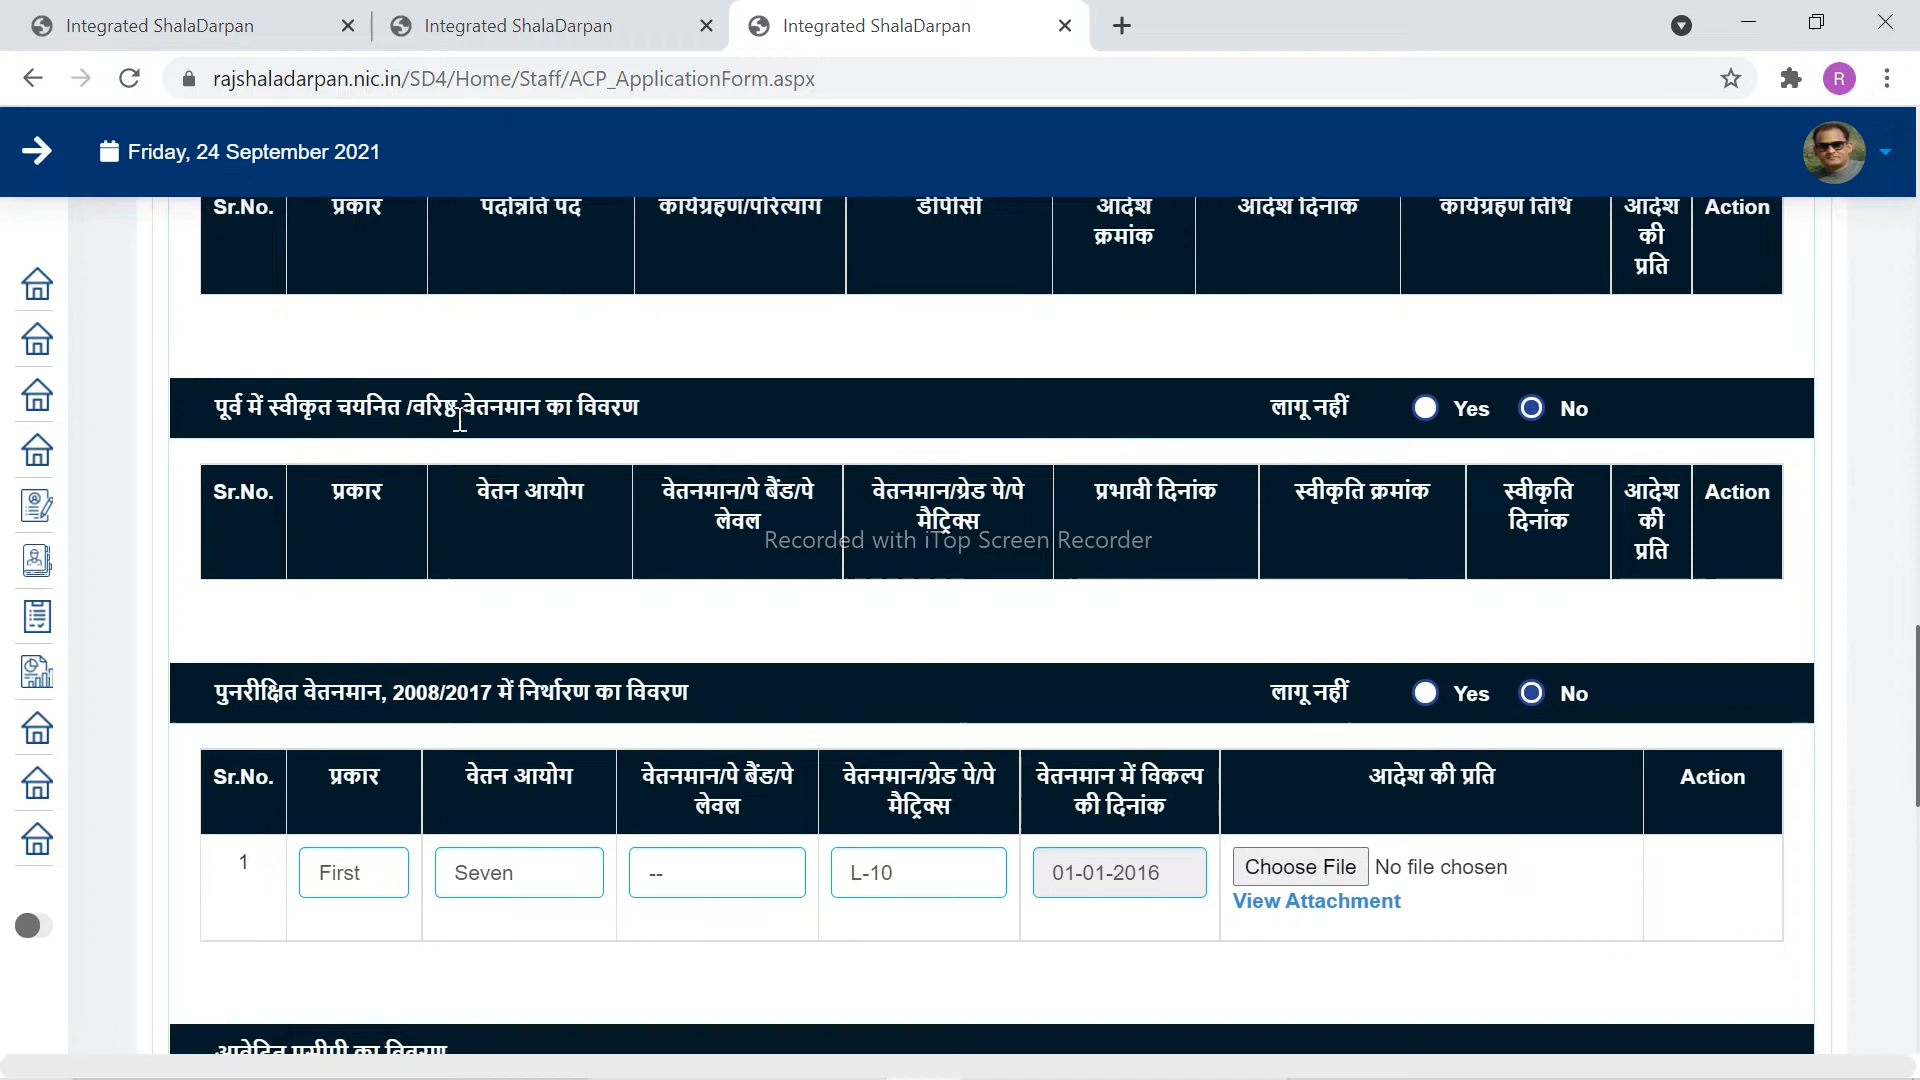 Integrated ShalaDarpan
Integrated ShalaDarpan
Integrated ShalaDarpan
rajshaladarpan.nic.in/SD4/Home/Staff/ACP_ApplicationForm.aspx
R
Friday, 24 September 2021
Sr.No. प्रकार पदोन्नति पद कार्यग्रहण/परित्याग डीपीसी आदेश क्रमांक आदेश दिनांक कार्यग्रहण तिथि आदेश की प्रति Action
पूर्व में स्वीकृत चयनित /वरिष्ठ वेतनमान का विवरण लागू नहीं Yes No
Sr.No. प्रकार वेतन आयोग वेतनमान/पे बैंड/पे लेवल वेतनमान/ग्रेड पे/पे मैट्रिक्स प्रभावी दिनांक स्वीकृति क्रमांक स्वीकृति दिनांक आदेश की प्रति Action
Recorded with iTop Screen Recorder
पुनरीक्षित वेतनमान, 2008/2017 में निर्धारण का विवरण लागू नहीं Yes No
Sr.No. प्रकार वेतन आयोग वेतनमान/पे बैंड/पे लेवल वेतनमान/ग्रेड पे/पे मैट्रिक्स वेतनमान में विकल्प की दिनांक आदेश की प्रति Action
1 First Seven -- L-10 01-01-2016 Choose File No file chosen
View Attachment
आवेदित एसीपी का विवरण